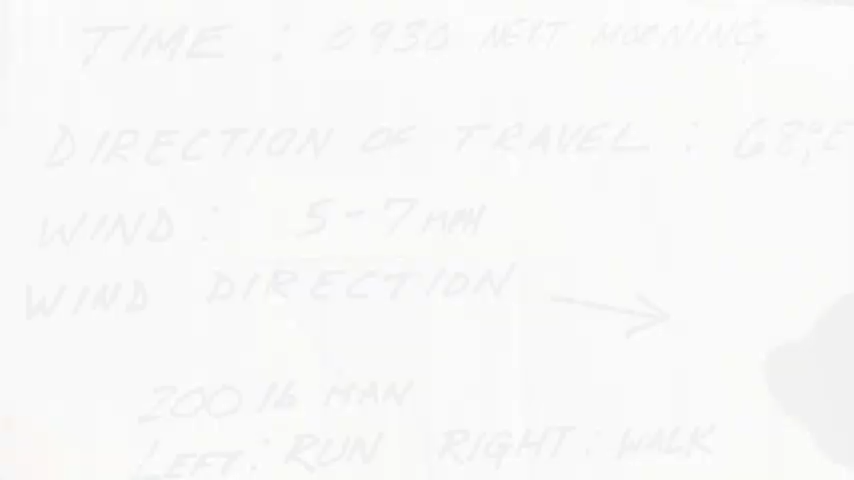 TIME : 0930 NEXT MORNING
DIRECTION OF TRAVEL : 68°E
WIND : 5-7 MPH
WIND DIRECTION →
200 lb MAN
LEFT: RUN RIGHT: WALK